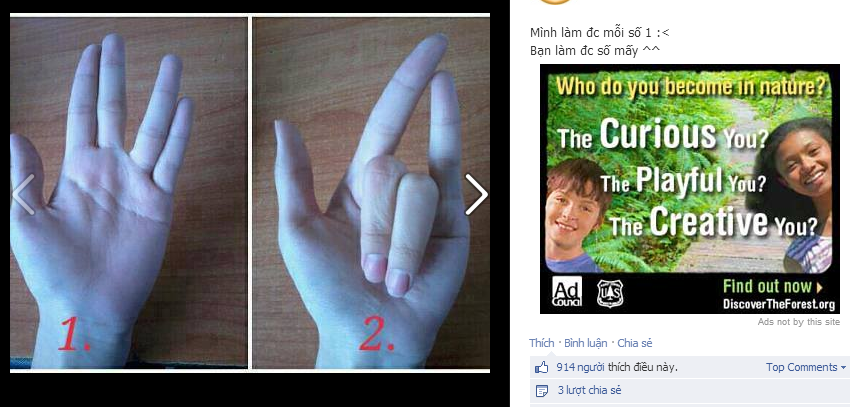 1.
2.
Mình làm đc mỗi số 1 :<
Bạn làm đc số mấy ^^
Who do you become in nature?
The Curious You?
The Playful You?
The Creative You?
Ad
Council
UAS
Find out now
DiscoverTheForest.org
Ads not by this site
Thích · Bình luận · Chia sẻ
914 người thích điều này.
Top Comments
3 lượt chia sẻ